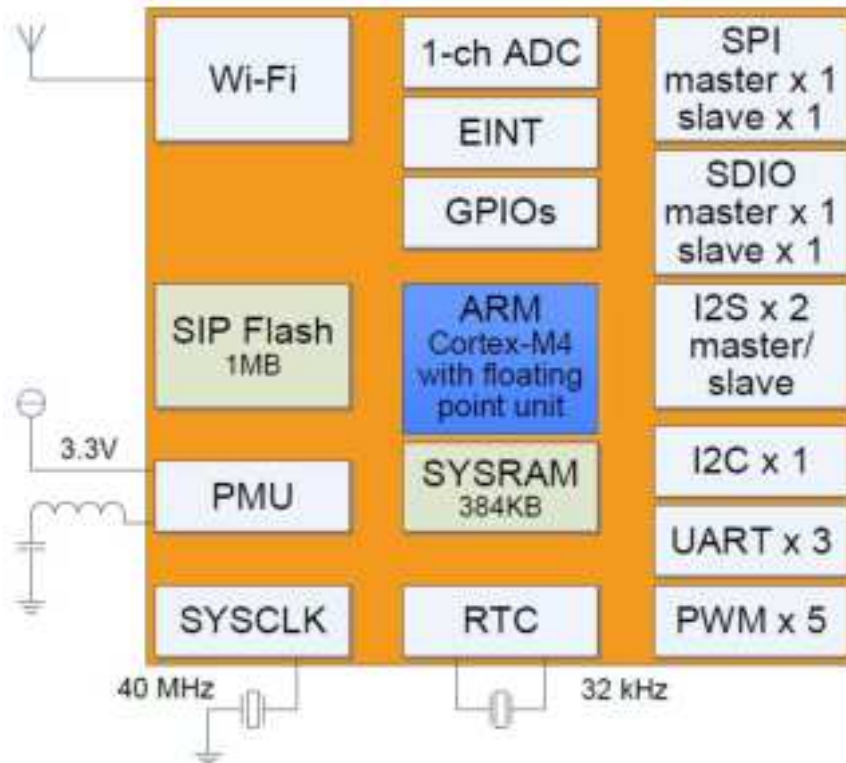 Wi-Fi
1-ch ADC
EINT
GPIOs
SPI
master x 1
slave x 1
SDIO
master x 1
slave x 1
SIP Flash
1MB
ARM
Cortex-M4
with floating
point unit
I2S x 2
master/
slave
3.3V
PMU
SYSRAM
384KB
I2C x 1
UART x 3
SYSCLK
RTC
PWM x 5
40 MHz
32 kHz